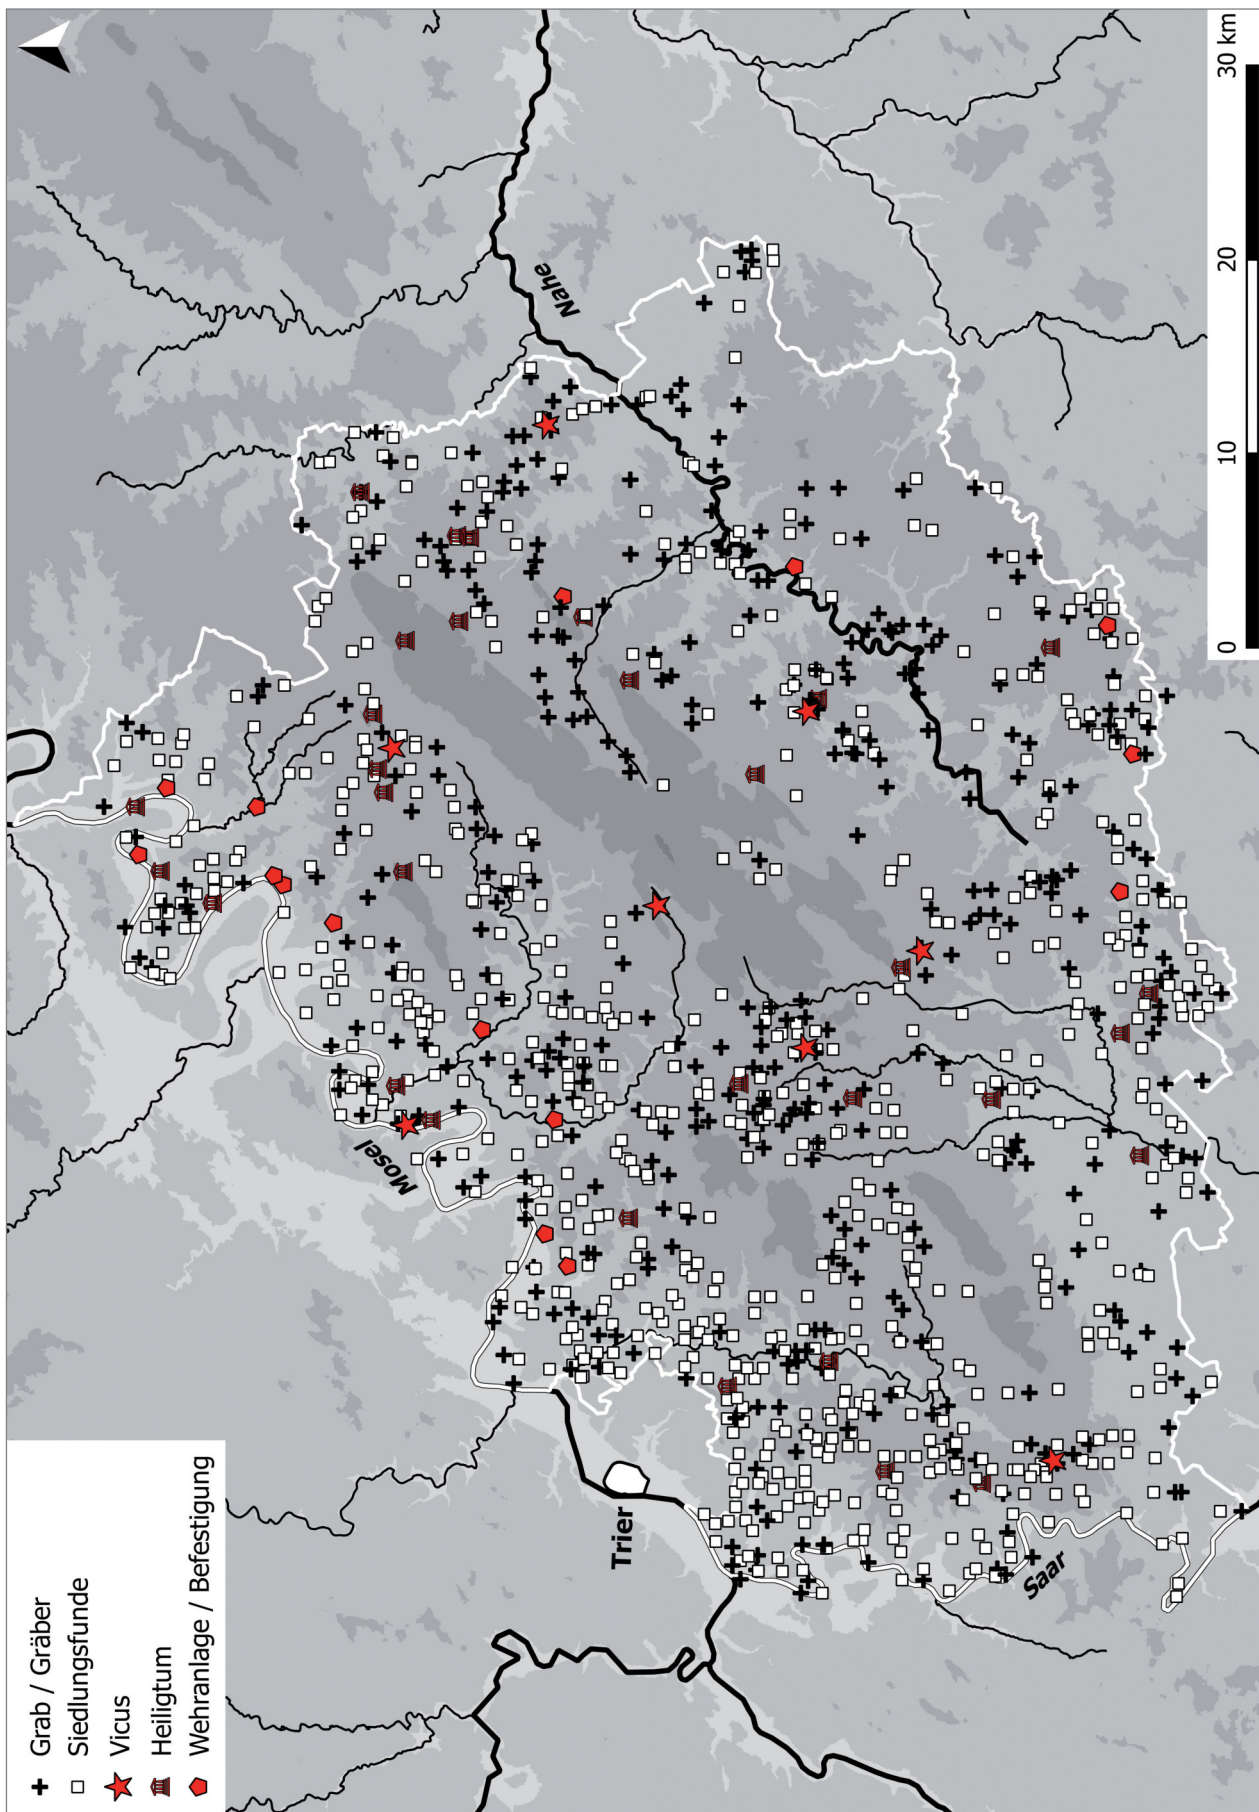 Grab / Gräber
Siedlungsfunde
Vicus
Heiligtum
Wehranlage / Befestigung
Mosel
Nahe
Trier
Saar
0 10 20 30 km